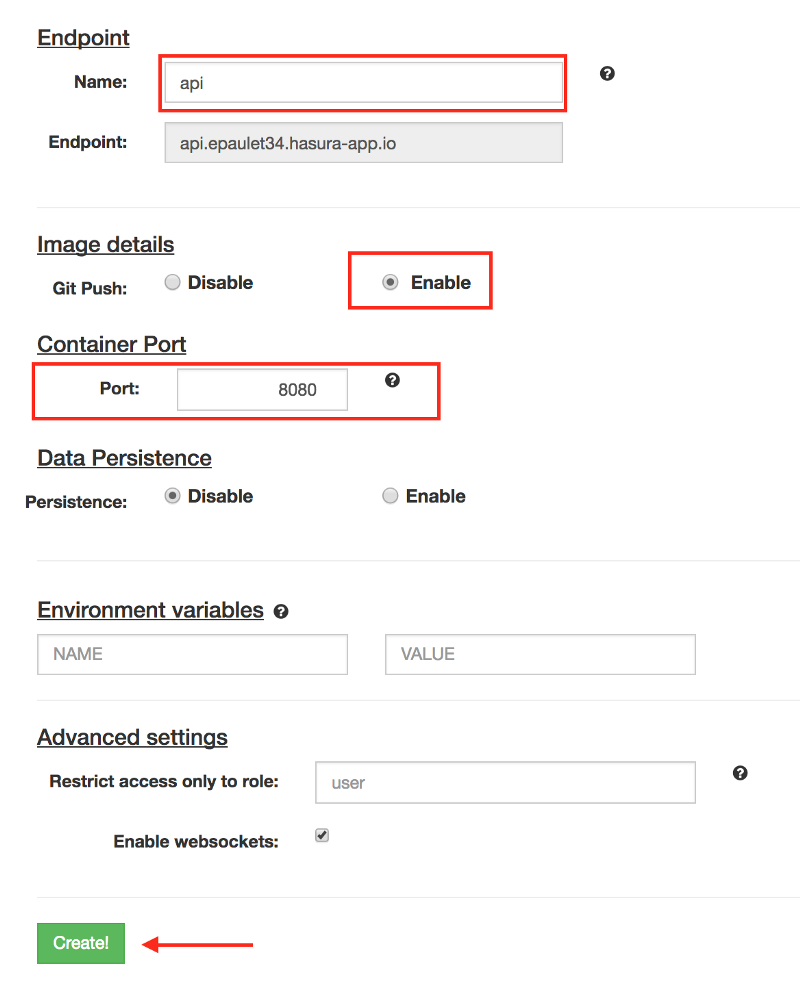 Endpoint
Name: api
Endpoint: api.epaulet34.hasura-app.io
Image details
Git Push: Disable Enable
Container Port
Port: 8080
Data Persistence
Persistence: Disable Enable
Environment variables
NAME VALUE
Advanced settings
Restrict access only to role: user
Enable websockets:
Create!